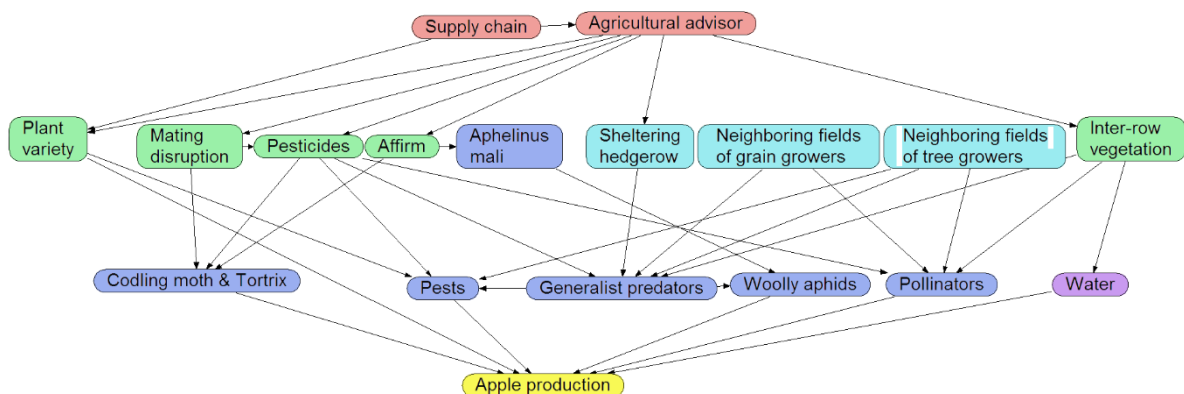 Supply chain
Agricultural advisor
Plant
variety
Mating
disruption
Pesticides
Affirm
Aphelinus
mali
Sheltering
hedgerow
Neighboring fields
of grain growers
Neighboring fields
of tree growers
Inter-row
vegetation
Codling moth & Tortrix
Pests
Generalist predators
Woolly aphids
Pollinators
Water
Apple production